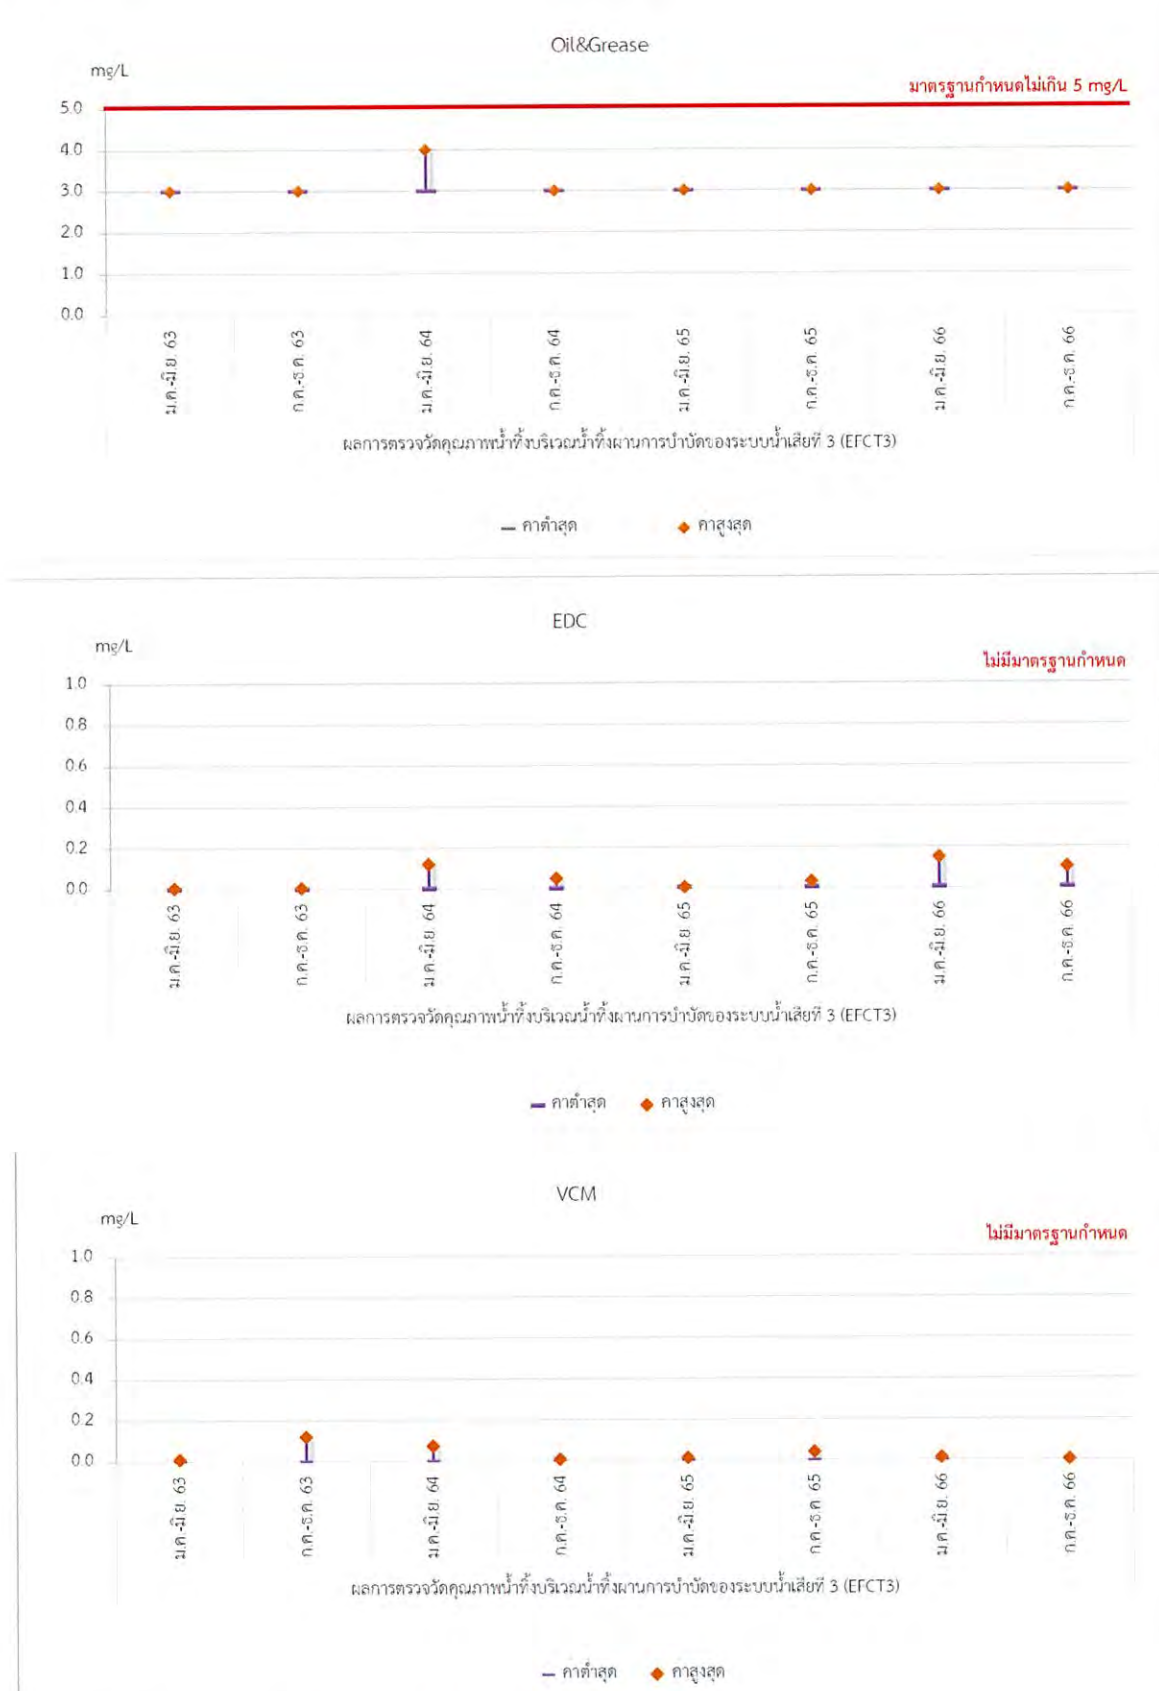 Oil&Grease
mg/L
มาตรฐานกำหนดไม่เกิน 5 mg/L
5.0
4.0
3.0
2.0
1.0
0.0
ม.ค.-มิ.ย. 63
ก.ค.-ธ.ค. 63
ม.ค.-มิ.ย. 64
ก.ค.-ธ.ค. 64
ม.ค.-มิ.ย. 65
ก.ค.-ธ.ค. 65
ม.ค.-มิ.ย. 66
ก.ค.-ธ.ค. 66
ผลการตรวจวัดคุณภาพน้ำทิ้งบริเวณน้ำทิ้งผ่านการบำบัดของระบบน้ำเสียที่ 3 (EFCT3)
ค่าต่ำสุด ค่าสูงสุด
EDC
mg/L
ไม่มีมาตรฐานกำหนด
1.0
0.8
0.6
0.4
0.2
0.0
ม.ค.-มิ.ย. 63
ก.ค.-ธ.ค. 63
ม.ค.-มิ.ย. 64
ก.ค.-ธ.ค. 64
ม.ค.-มิ.ย. 65
ก.ค.-ธ.ค. 65
ม.ค.-มิ.ย. 66
ก.ค.-ธ.ค. 66
ผลการตรวจวัดคุณภาพน้ำทิ้งบริเวณน้ำทิ้งผ่านการบำบัดของระบบน้ำเสียที่ 3 (EFCT3)
ค่าต่ำสุด ค่าสูงสุด
VCM
mg/L
ไม่มีมาตรฐานกำหนด
1.0
0.8
0.6
0.4
0.2
0.0
ม.ค.-มิ.ย. 63
ก.ค.-ธ.ค. 63
ม.ค.-มิ.ย. 64
ก.ค.-ธ.ค. 64
ม.ค.-มิ.ย. 65
ก.ค.-ธ.ค. 65
ม.ค.-มิ.ย. 66
ก.ค.-ธ.ค. 66
ผลการตรวจวัดคุณภาพน้ำทิ้งบริเวณน้ำทิ้งผ่านการบำบัดของระบบน้ำเสียที่ 3 (EFCT3)
ค่าต่ำสุด ค่าสูงสุด